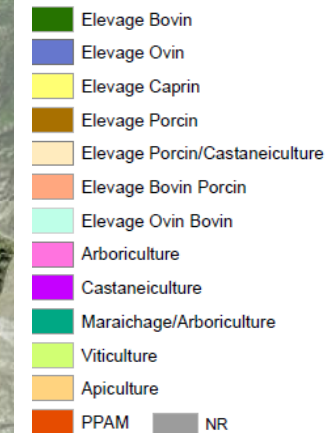 Elevage Bovin
Elevage Ovin
Elevage Caprin
Elevage Porcin
Elevage Porcin/Castaneiculture
Elevage Bovin Porcin
Elevage Ovin Bovin
Arboriculture
Castaneiculture
Maraichage/Arboriculture
Viticulture
Apiculture
PPAM NR